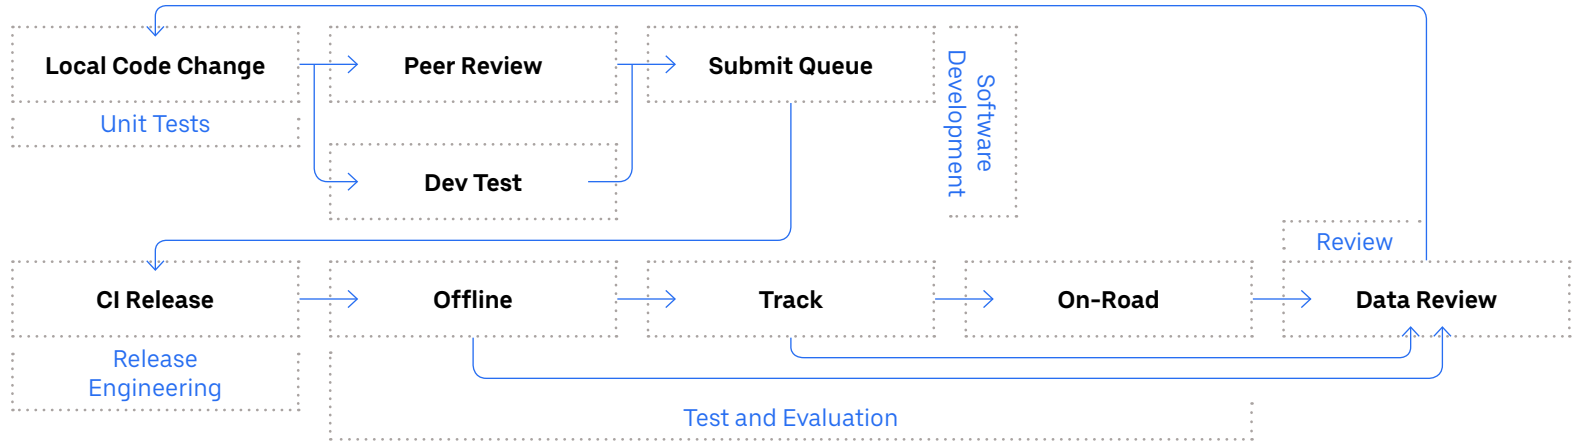 Local Code Change
Peer Review
Submit Queue
Software
Development
Unit Tests
Dev Test
Review
CI Release
Offline
Track
On-Road
Data Review
Release
Engineering
Test and Evaluation